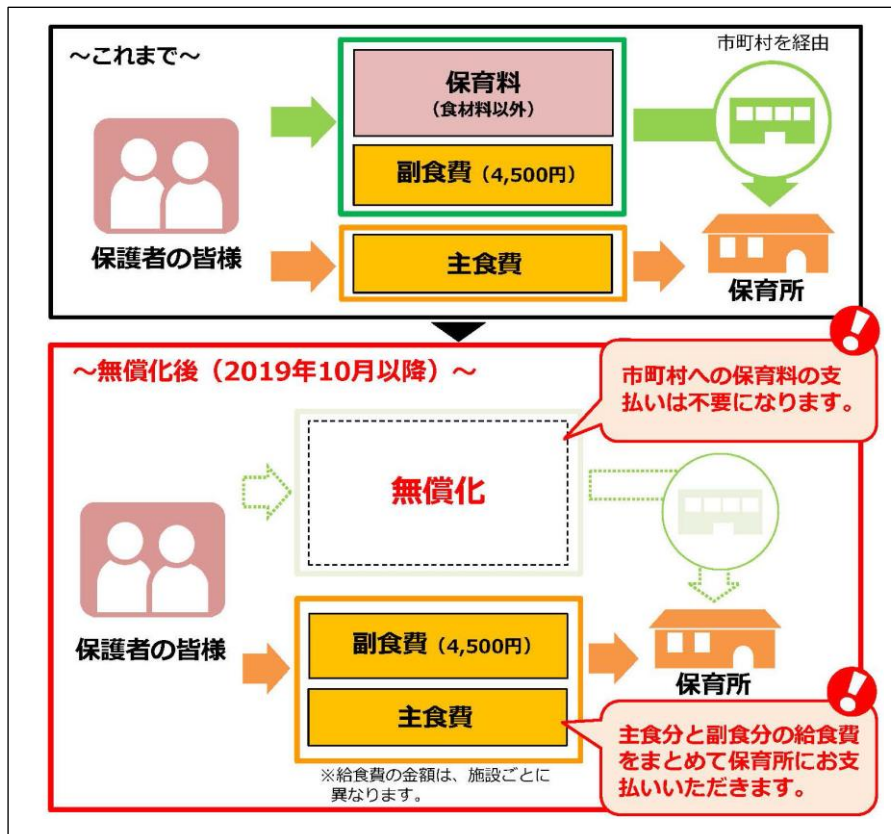 ～これまで～
市町村を経由
保育料
（食材料以外）
副食費（4,500円）
保護者の皆様
主食費
保育所
～無償化後（2019年10月以降）～
市町村への保育料の支
払いは不要になります。
無償化
保護者の皆様
副食費（4,500円）
主食費
保育所
※給食費の金額は、施設ごとに
異なります。
主食分と副食分の給食費
をまとめて保育所にお支
払いいただきます。